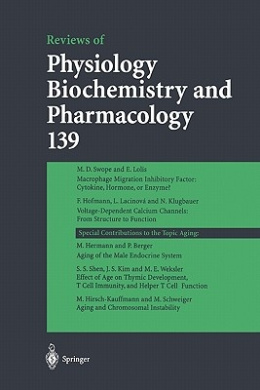 Reviews of
Physiology
Biochemistry and
Pharmacology
139
M. D. Swope and E. Lolis
Macrophage Migration Inhibitory Factor:
Cytokine, Hormone, or Enzyme?
F. Hofmann, L. Lacinová and N. Klugbauer
Voltage-Dependent Calcium Channels:
From Structure to Function
Special Contributions to the Topic Aging:
M. Hermann and P. Berger
Aging of the Male Endocrine System
S. S. Shen, J. S. Kim and M. E. Weksler
Effect of Age on Thymic Development,
T Cell Immunity, and Helper T Cell Function
M. Hirsch-Kauffmann and M. Schweiger
Aging and Chromosomal Instability
Springer